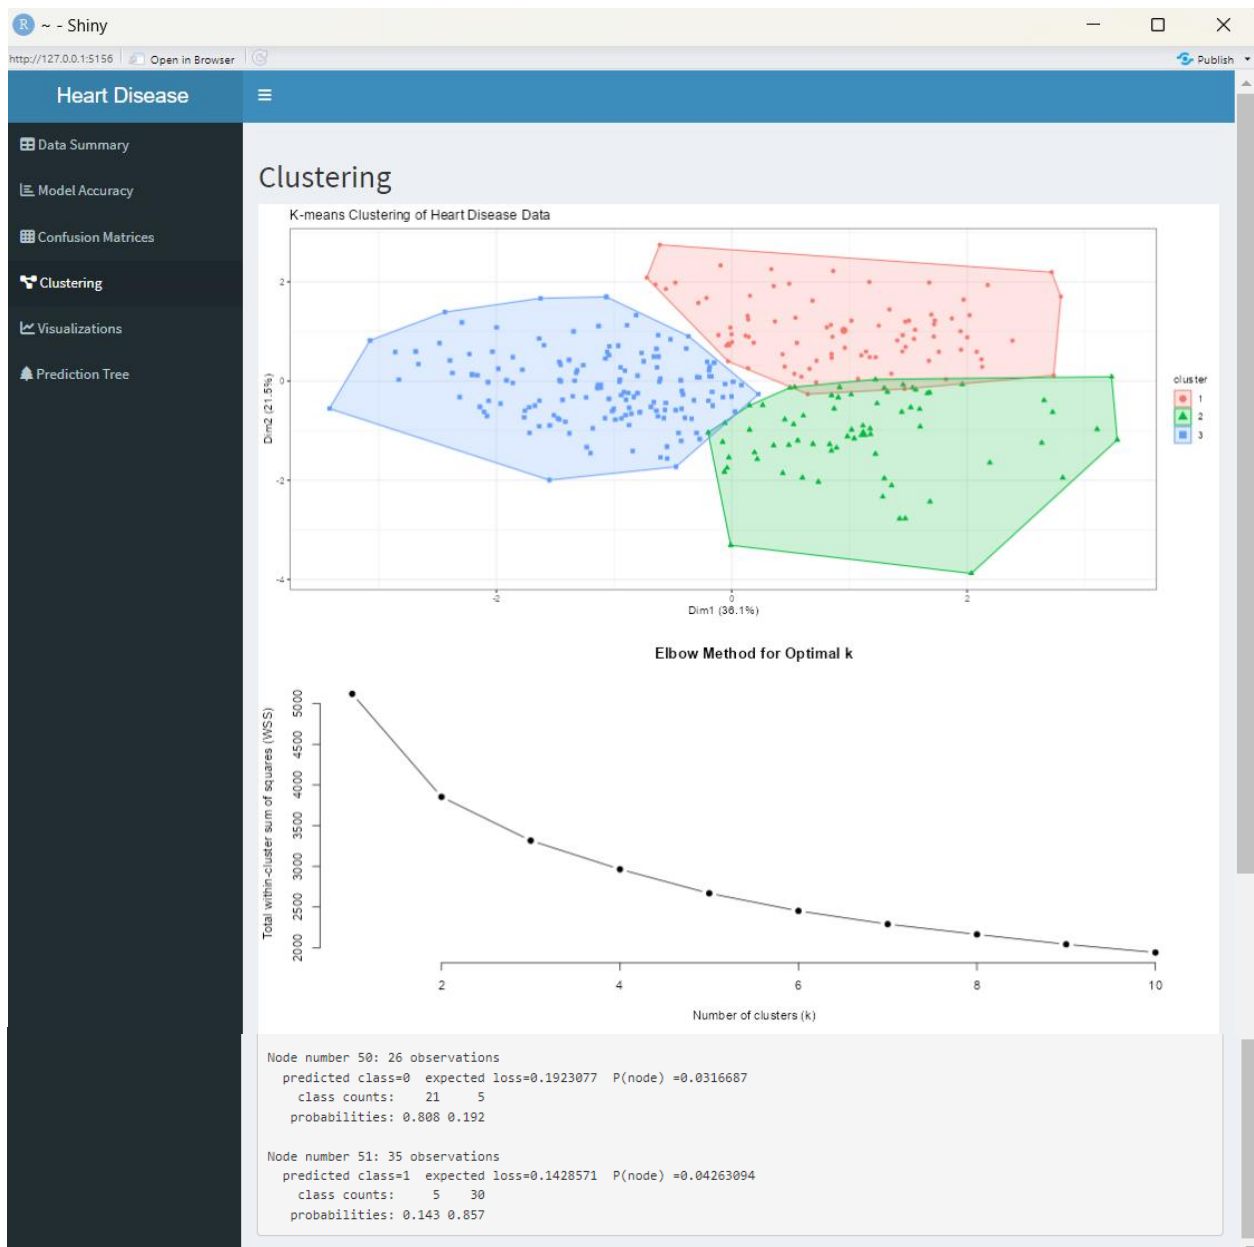 R ~ - Shiny
http://127.0.0.1:5156 Open in Browser Publish
Heart Disease
Data Summary
Model Accuracy
Confusion Matrices
Clustering
Visualizations
Prediction Tree
Clustering
K-means Clustering of Heart Disease Data
Dim2 (21.5%)
2
0
-2
-4
-2 0 2
Dim1 (36.1%)
cluster
1
2
3
Elbow Method for Optimal k
Total within-cluster sum of squares (WSS)
5000
4500
4000
3500
3000
2500
2000
2 4 6 8 10
Number of clusters (k)
Node number 50: 26 observations
predicted class=0 expected loss=0.1923077 P(node) =0.0316687
class counts: 21 5
probabilities: 0.808 0.192
Node number 51: 35 observations
predicted class=1 expected loss=0.1428571 P(node) =0.04263094
class counts: 5 30
probabilities: 0.143 0.857